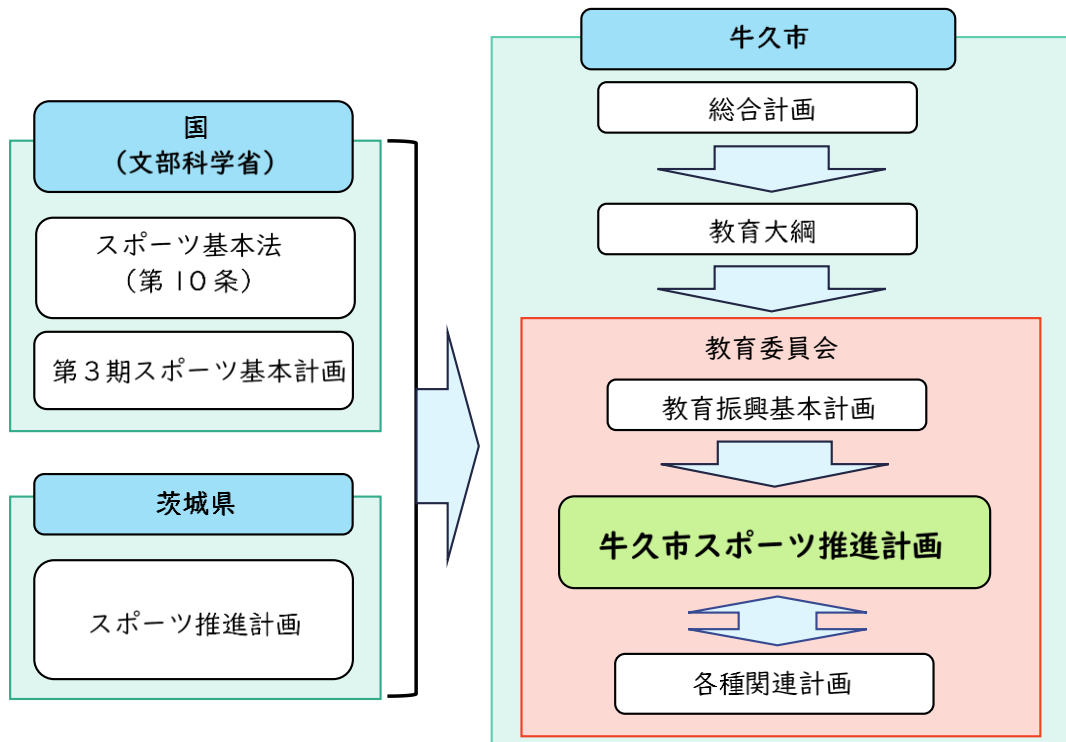 国
（文部科学省）
スポーツ基本法
（第10条）
第３期スポーツ基本計画
茨城県
スポーツ推進計画
牛久市
総合計画
教育大綱
教育委員会
教育振興基本計画
牛久市スポーツ推進計画
各種関連計画